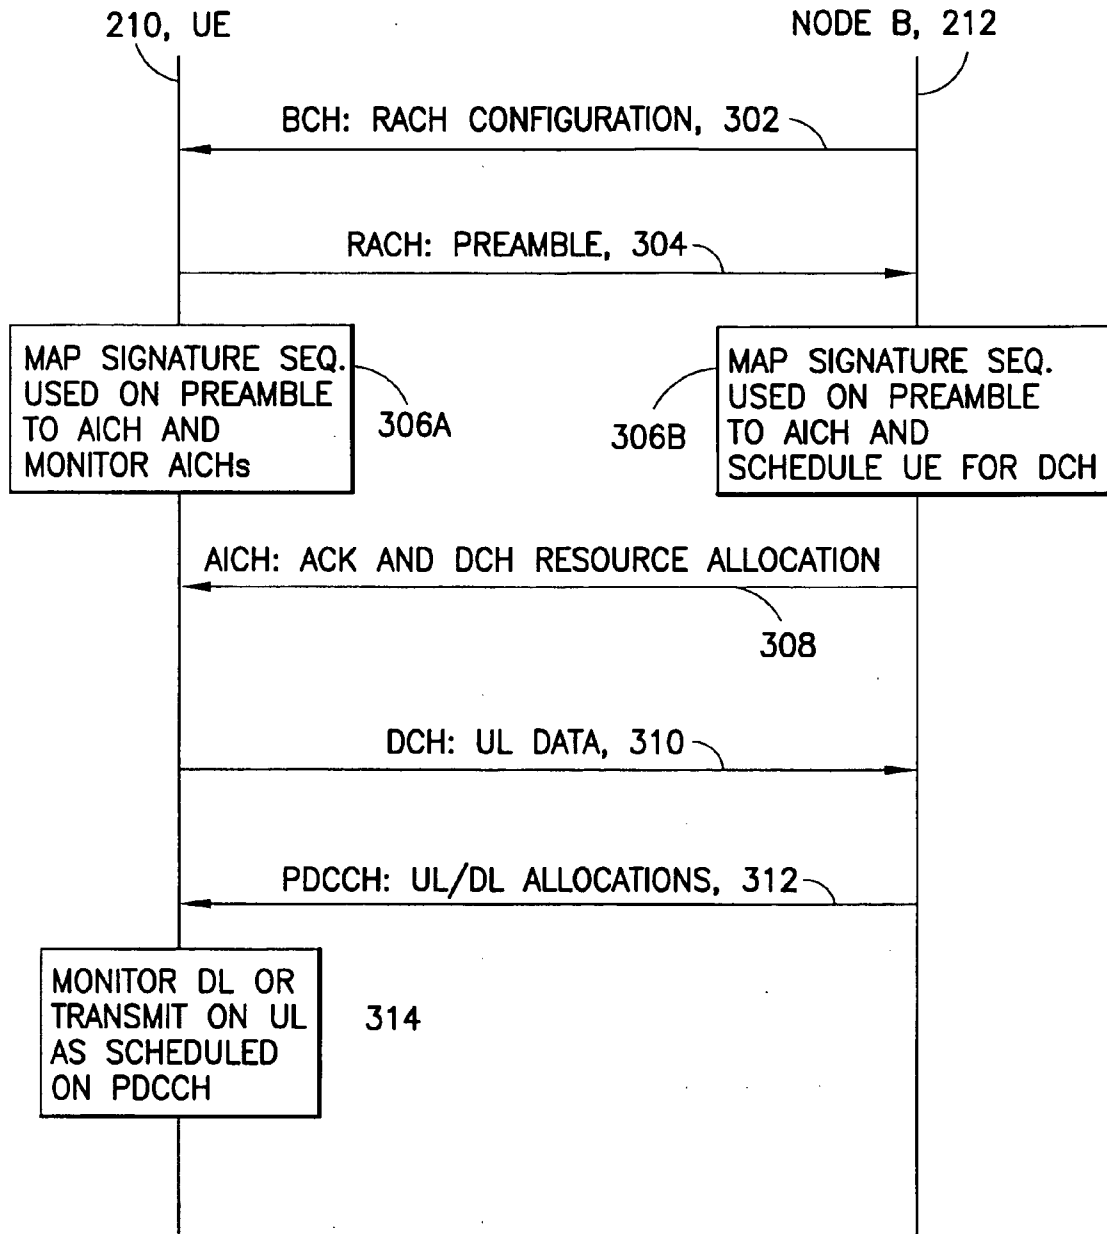 210, UE
NODE B, 212
BCH: RACH CONFIGURATION, 302
RACH: PREAMBLE, 304
MAP SIGNATURE SEQ.
USED ON PREAMBLE
TO AICH AND
MONITOR AICHs
306A
306B
MAP SIGNATURE SEQ.
USED ON PREAMBLE
TO AICH AND
SCHEDULE UE FOR DCH
AICH: ACK AND DCH RESOURCE ALLOCATION
308
DCH: UL DATA, 310
PDCCH: UL/DL ALLOCATIONS, 312
MONITOR DL OR
TRANSMIT ON UL
AS SCHEDULED
ON PDCCH
314